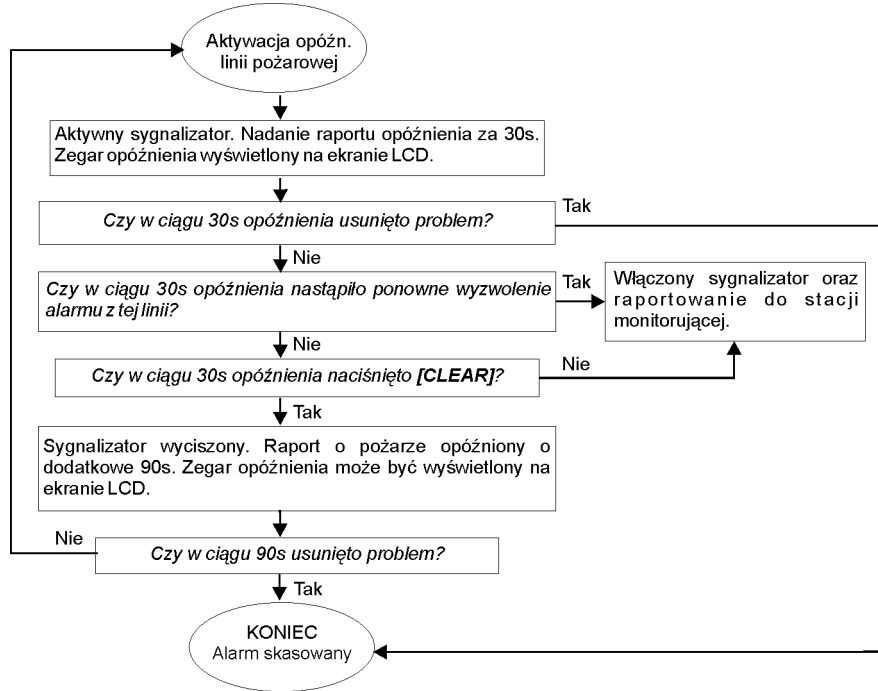 Aktywacja opóźn.
linii pożarowej
Aktywny sygnalizator. Nadanie raportu opóźnienia za 30s.
Zegar opóźnienia wyświetlony na ekranie LCD.
Czy w ciągu 30s opóźnienia usunięto problem?
Tak
Nie
Czy w ciągu 30s opóźnienia nastąpiło ponowne wyzwolenie
alarmu z tej linii?
Tak
Włączony sygnalizator oraz
raportowanie do stacji
monitorującej.
Nie
Czy w ciągu 30s opóźnienia naciśnięto [CLEAR]?
Nie
Tak
Sygnalizator wyciszony. Raport o pożarze opóźniony o
dodatkowe 90s. Zegar opóźnienia może być wyświetlony na
ekranie LCD.
Nie
Czy w ciągu 90s usunięto problem?
Tak
KONIEC
Alarm skasowany